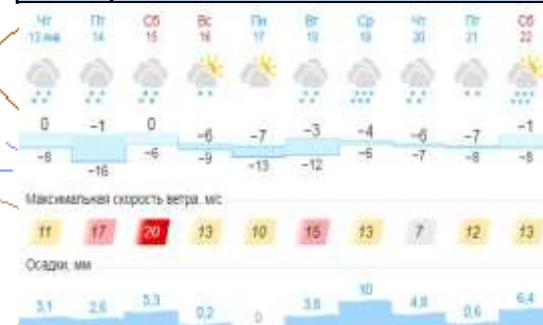 Чт Пт Сб Вс Пн Вт Ср Чт Пт Сб
13 янв 14 15 16 17 18 19 20 21 22
0 −1 0 −6 −7 −3 −4 −6 −7 −1
−8 −16 −6 −9 −13 −12 −5 −7 −8 −8
Максимальная скорость ветра, м/с
11 17 20 13 10 15 13 7 12 13
Осадки, мм
3,1 2,6 5,3 0,2 0 3,8 10 4,8 0,6 6,4